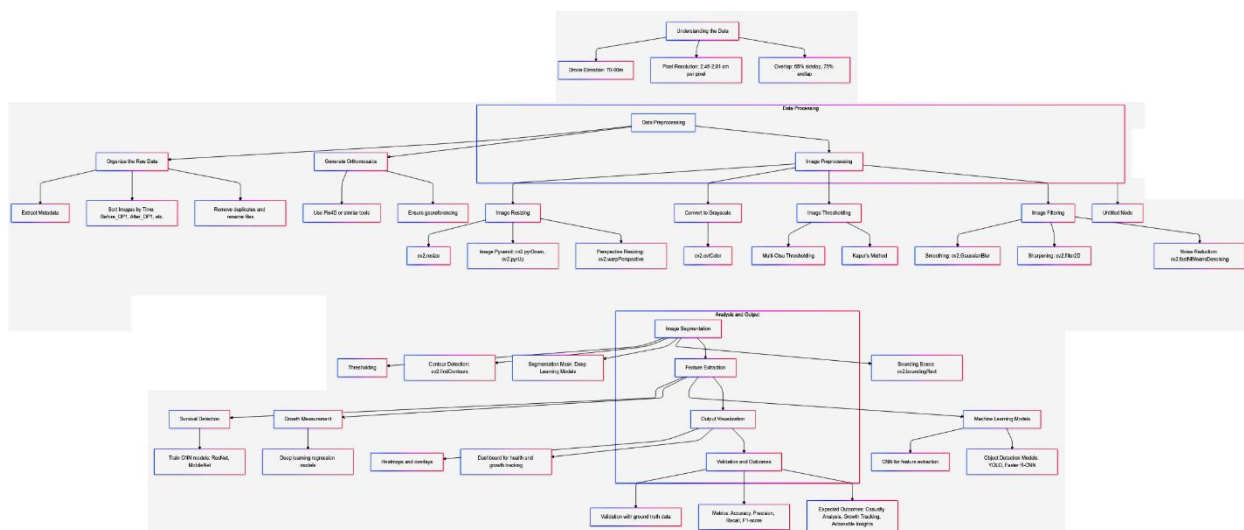 Understanding the Data
Drone Elevation: 70-80m
Pixel Resolution: 2.46-2.81 cm
per pixel
Overlap: 65% sidelap, 75%
endlap
Data Processing
Data Preprocessing
Organize the Raw Data
Generate Orthomosaics
Image Preprocessing
Extract Metadata
Sort Images by Time:
Before_OP1, After_OP1, etc.
Remove duplicates and
rename files
Use Pix4D or similar tools
Ensure georeferencing
Image Resizing
Convert to Grayscale
Image Thresholding
Image Filtering
Untitled Node
cv2.resize
Image Pyramid: cv2.pyrDown,
cv2.pyrUp
Perspective Resizing:
cv2.warpPerspective
cv2.cvtColor
Multi-Otsu Thresholding
Kapur's Method
Smoothing: cv2.GaussianBlur
Sharpening: cv2.filter2D
Noise Reduction:
cv2.fastNlMeansDenoising
Analysis and Output
Image Segmentation
Thresholding
Contour Detection:
cv2.findContours
Segmentation Mask: Deep
Learning Models
Feature Extraction
Bounding Boxes:
cv2.boundingRect
Survival Detection
Growth Measurement
Output Visualization
Machine Learning Models
Train CNN models: ResNet,
MobileNet
Deep learning regression
models
Heatmaps and overlays
Dashboard for health and
growth tracking
Validation and Outcomes
CNN for feature extraction
Object Detection Models:
YOLO, Faster R-CNN
Validation with ground truth data
Metrics: Accuracy, Precision,
Recall, F1-score
Expected Outcomes: Casualty
Analysis, Growth Tracking,
Actionable Insights